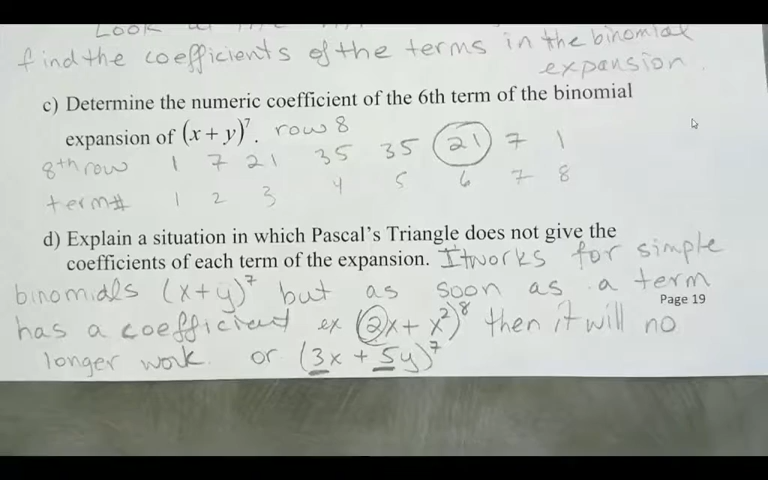 Look at the
find the coefficients of the terms in the binomial
expansion.
c) Determine the numeric coefficient of the 6th term of the binomial
expansion of (x + y)⁷. row 8
8th row 1 7 21 35 35 21 7 1
term# 1 2 3 4 5 6 7 8
d) Explain a situation in which Pascal's Triangle does not give the
coefficients of each term of the expansion. It works for simple
binomials (x+y)⁷ but as soon as a term
Page 19
has a coefficient ex (2x + x²)⁸ then it will no
longer work. or (3x + 5y)⁷